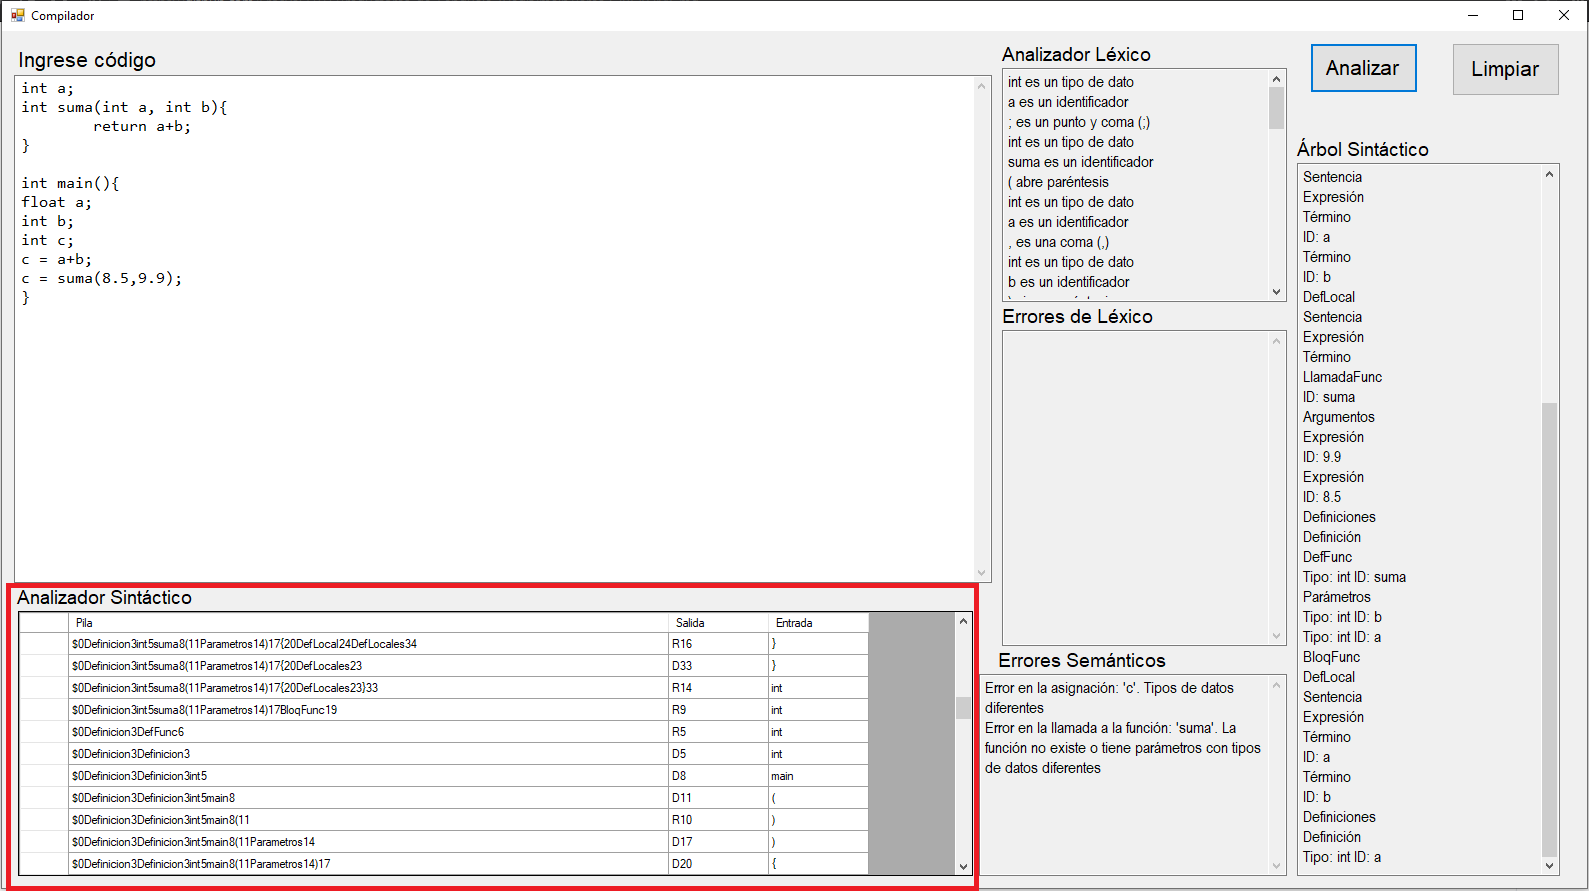 Compilador
Ingrese código
int a;
int suma(int a, int b){
return a+b;
}
int main(){
float a;
int b;
int c;
c = a+b;
c = suma(8.5,9.9);
}
Analizador Léxico
int es un tipo de dato
a es un identificador
; es un punto y coma (;)
int es un tipo de dato
suma es un identificador
( abre paréntesis
int es un tipo de dato
a es un identificador
, es una coma (,)
int es un tipo de dato
b es un identificador
Errores de Léxico
Errores Semánticos
Error en la asignación: 'c'. Tipos de datos
diferentes
Error en la llamada a la función: 'suma'. La
función no existe o tiene parámetros con tipos
de datos diferentes
Analizar
Limpiar
Árbol Sintáctico
Sentencia
Expresión
Término
ID: a
Término
ID: b
DefLocal
Sentencia
Expresión
Término
LlamadaFunc
ID: suma
Argumentos
Expresión
ID: 9.9
Expresión
ID: 8.5
Definiciones
Definición
DefFunc
Tipo: int ID: suma
Parámetros
Tipo: int ID: b
Tipo: int ID: a
BloqFunc
DefLocal
Sentencia
Expresión
Término
ID: a
Término
ID: b
Definiciones
Definición
Tipo: int ID: a
Analizador Sintáctico
Pila Salida Entrada
$0Definicion3int5suma8(11Parametros14)17{20DefLocal24DefLocales34 R16 }
$0Definicion3int5suma8(11Parametros14)17{20DefLocales23 D33 }
$0Definicion3int5suma8(11Parametros14)17{20DefLocales23}33 R14 int
$0Definicion3int5suma8(11Parametros14)17BloqFunc19 R9 int
$0Definicion3DefFunc6 R5 int
$0Definicion3Definicion3 D5 int
$0Definicion3Definicion3int5 D8 main
$0Definicion3Definicion3int5main8 D11 (
$0Definicion3Definicion3int5main8(11 R10 )
$0Definicion3Definicion3int5main8(11Parametros14 D17 )
$0Definicion3Definicion3int5main8(11Parametros14)17 D20 {